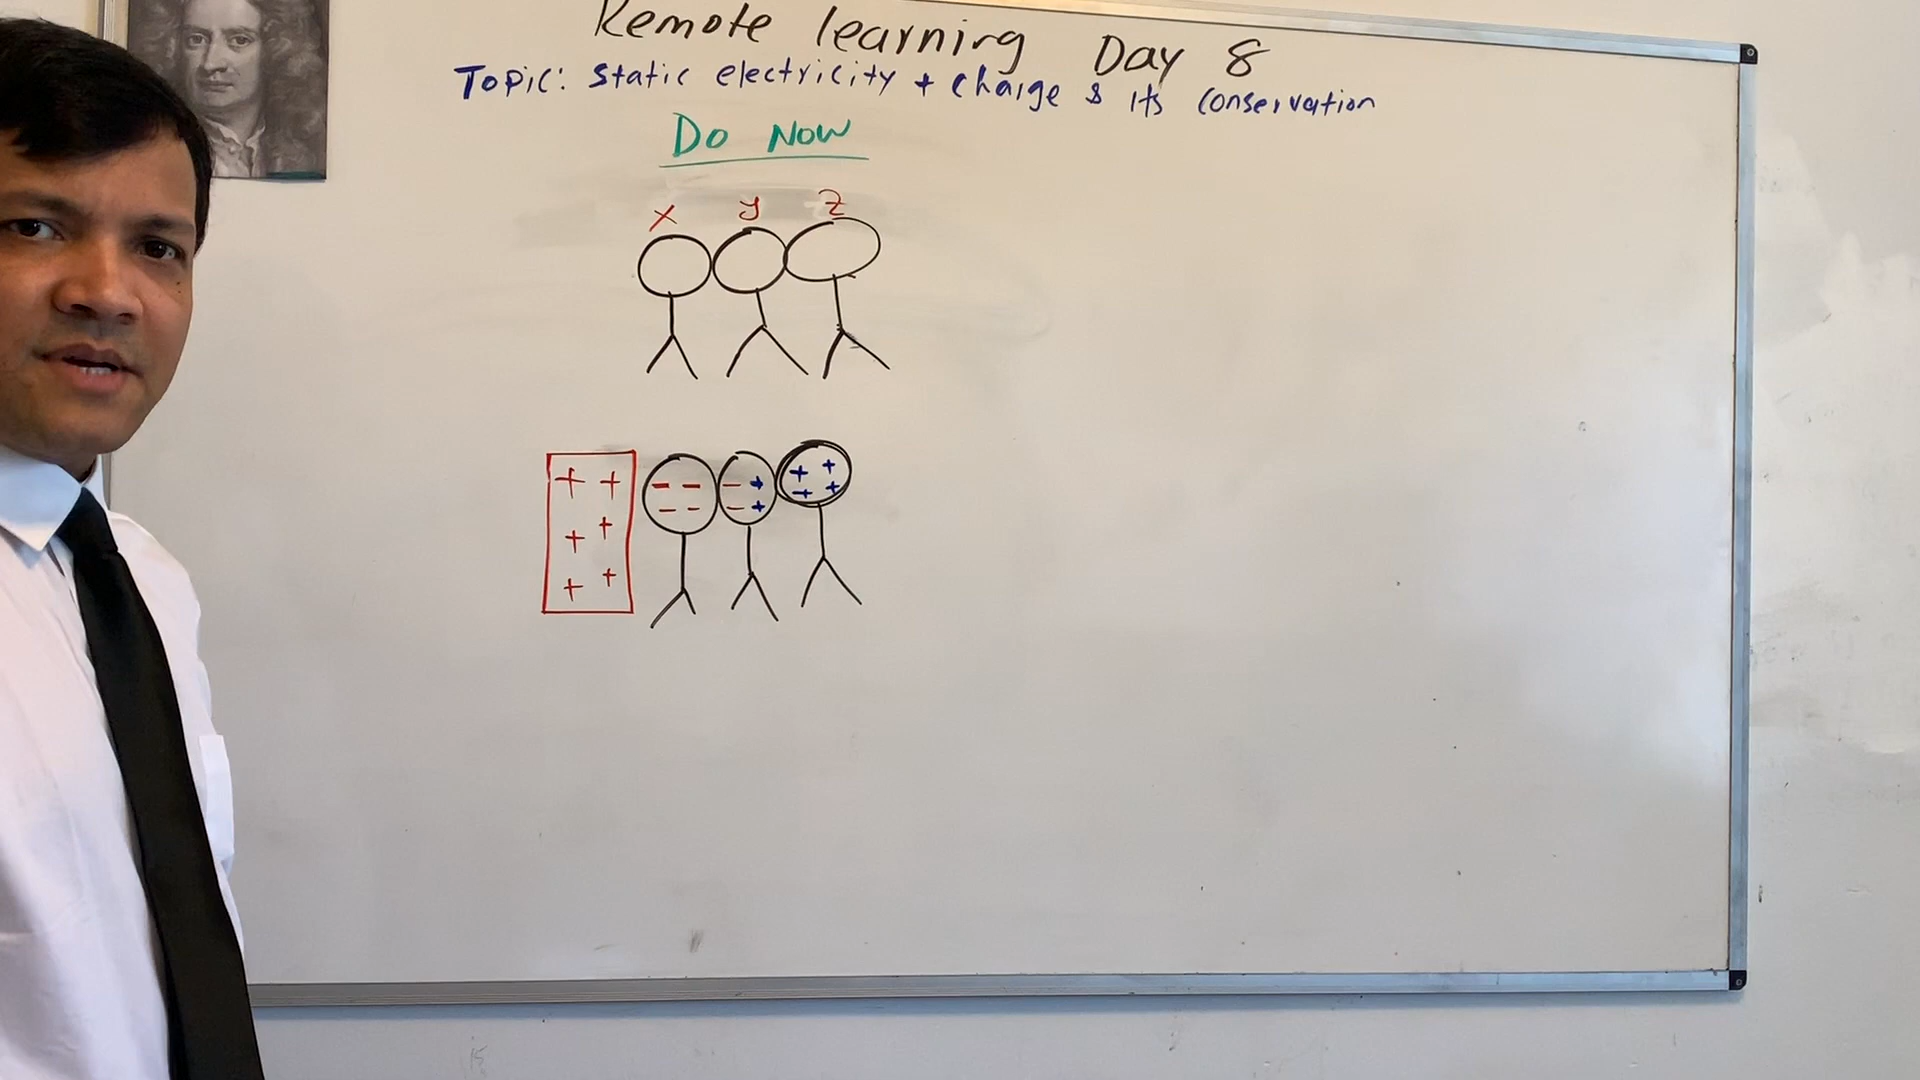 Remote learning Day 8
Topic: Static electricity + Charge & its Conservation
Do Now
X Y Z
+ + - - - + + +
- - - + + +
+ +
+ +